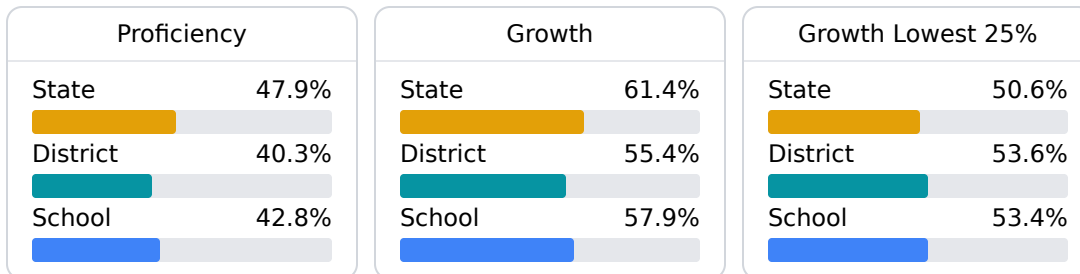 Proficiency
State 47.9%
District 40.3%
School 42.8%
Growth
State 61.4%
District 55.4%
School 57.9%
Growth Lowest 25%
State 50.6%
District 53.6%
School 53.4%